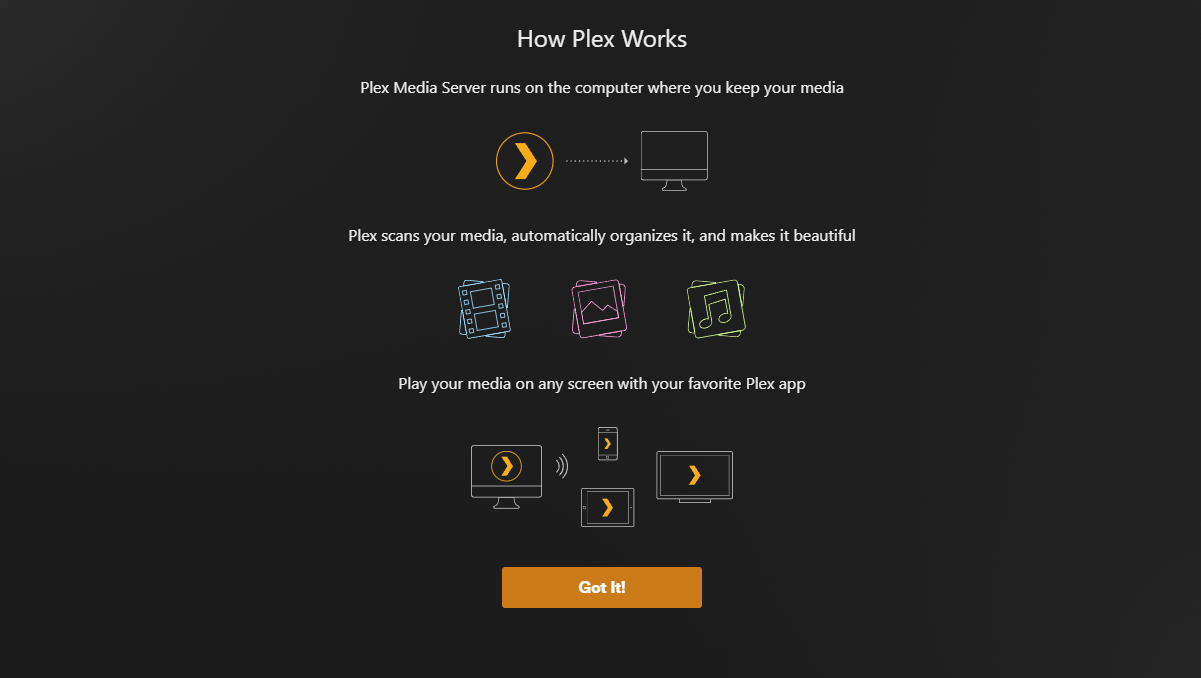 How Plex Works
Plex Media Server runs on the computer where you keep your media
Plex scans your media, automatically organizes it, and makes it beautiful
Play your media on any screen with your favorite Plex app
Got It!